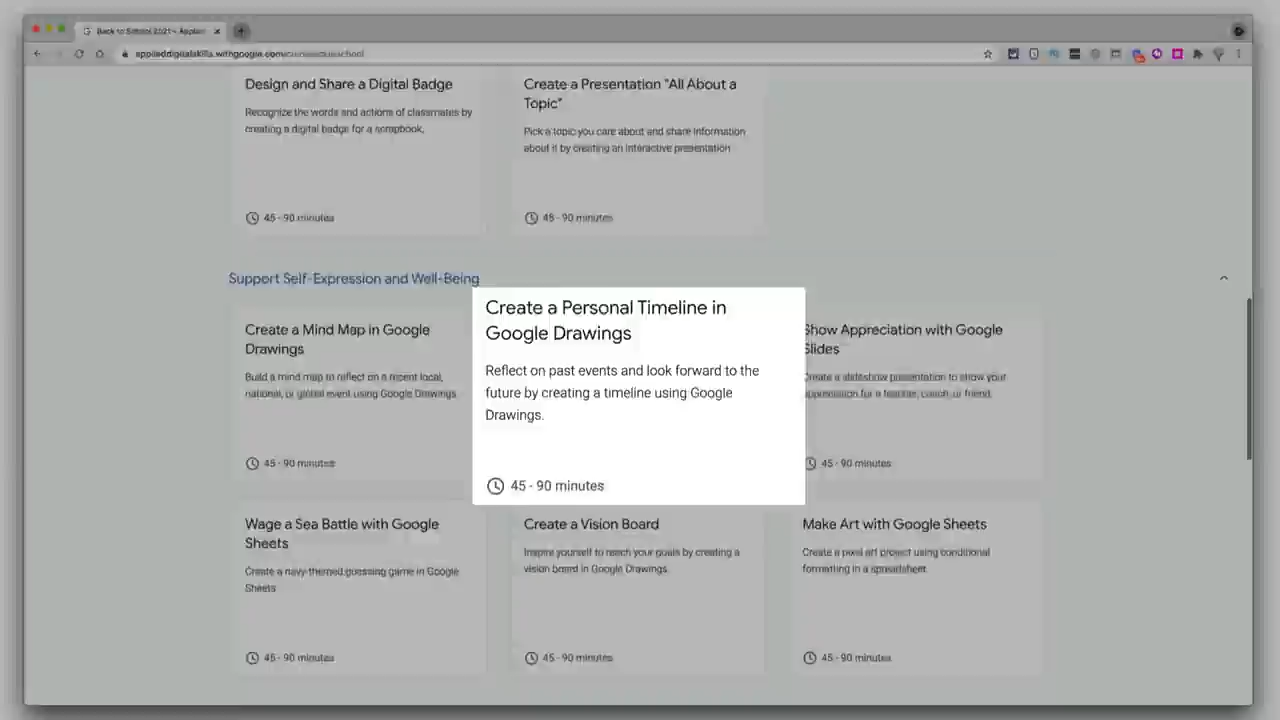 Back to School 2021 - Applied
applieddigitalskills.withgoogle.com
Design and Share a Digital Badge
Recognize the words and actions of classmates by
creating a digital badge for a scrapbook.
45 - 90 minutes
Create a Presentation "All About a
Topic"
Pick a topic you care about and share information
about it by creating an interactive presentation
45 - 90 minutes
Support Self-Expression and Well-Being
Create a Mind Map in Google
Drawings
Build a mind map to reflect on a recent local,
national, or global event using Google Drawings.
45 - 90 minutes
Create a Personal Timeline in
Google Drawings
Reflect on past events and look forward to the
future by creating a timeline using Google
Drawings.
45 - 90 minutes
Show Appreciation with Google
Slides
Create a slideshow presentation to show your
appreciation for a teacher, coach, or friend.
45 - 90 minutes
Wage a Sea Battle with Google
Sheets
Create a navy-themed guessing game in Google
Sheets
45 - 90 minutes
Create a Vision Board
Inspire yourself to reach your goals by creating a
vision board in Google Drawings.
45 - 90 minutes
Make Art with Google Sheets
Create a pixel art project using conditional
formatting in a spreadsheet.
45 - 90 minutes